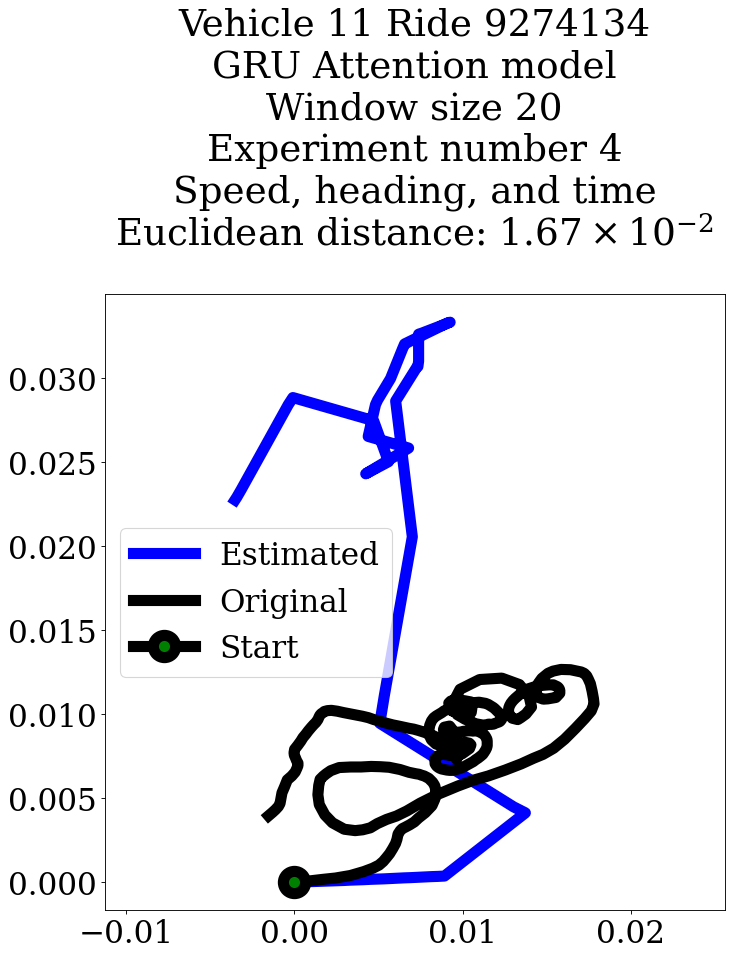 Vehicle 11 Ride 9274134
GRU Attention model
Window size 20
Experiment number 4
Speed, heading, and time
Euclidean distance: 1.67 × 10⁻²
0.030
0.025
0.020
0.015
0.010
0.005
0.000
Estimated
Original
Start
−0.01 0.00 0.01 0.02